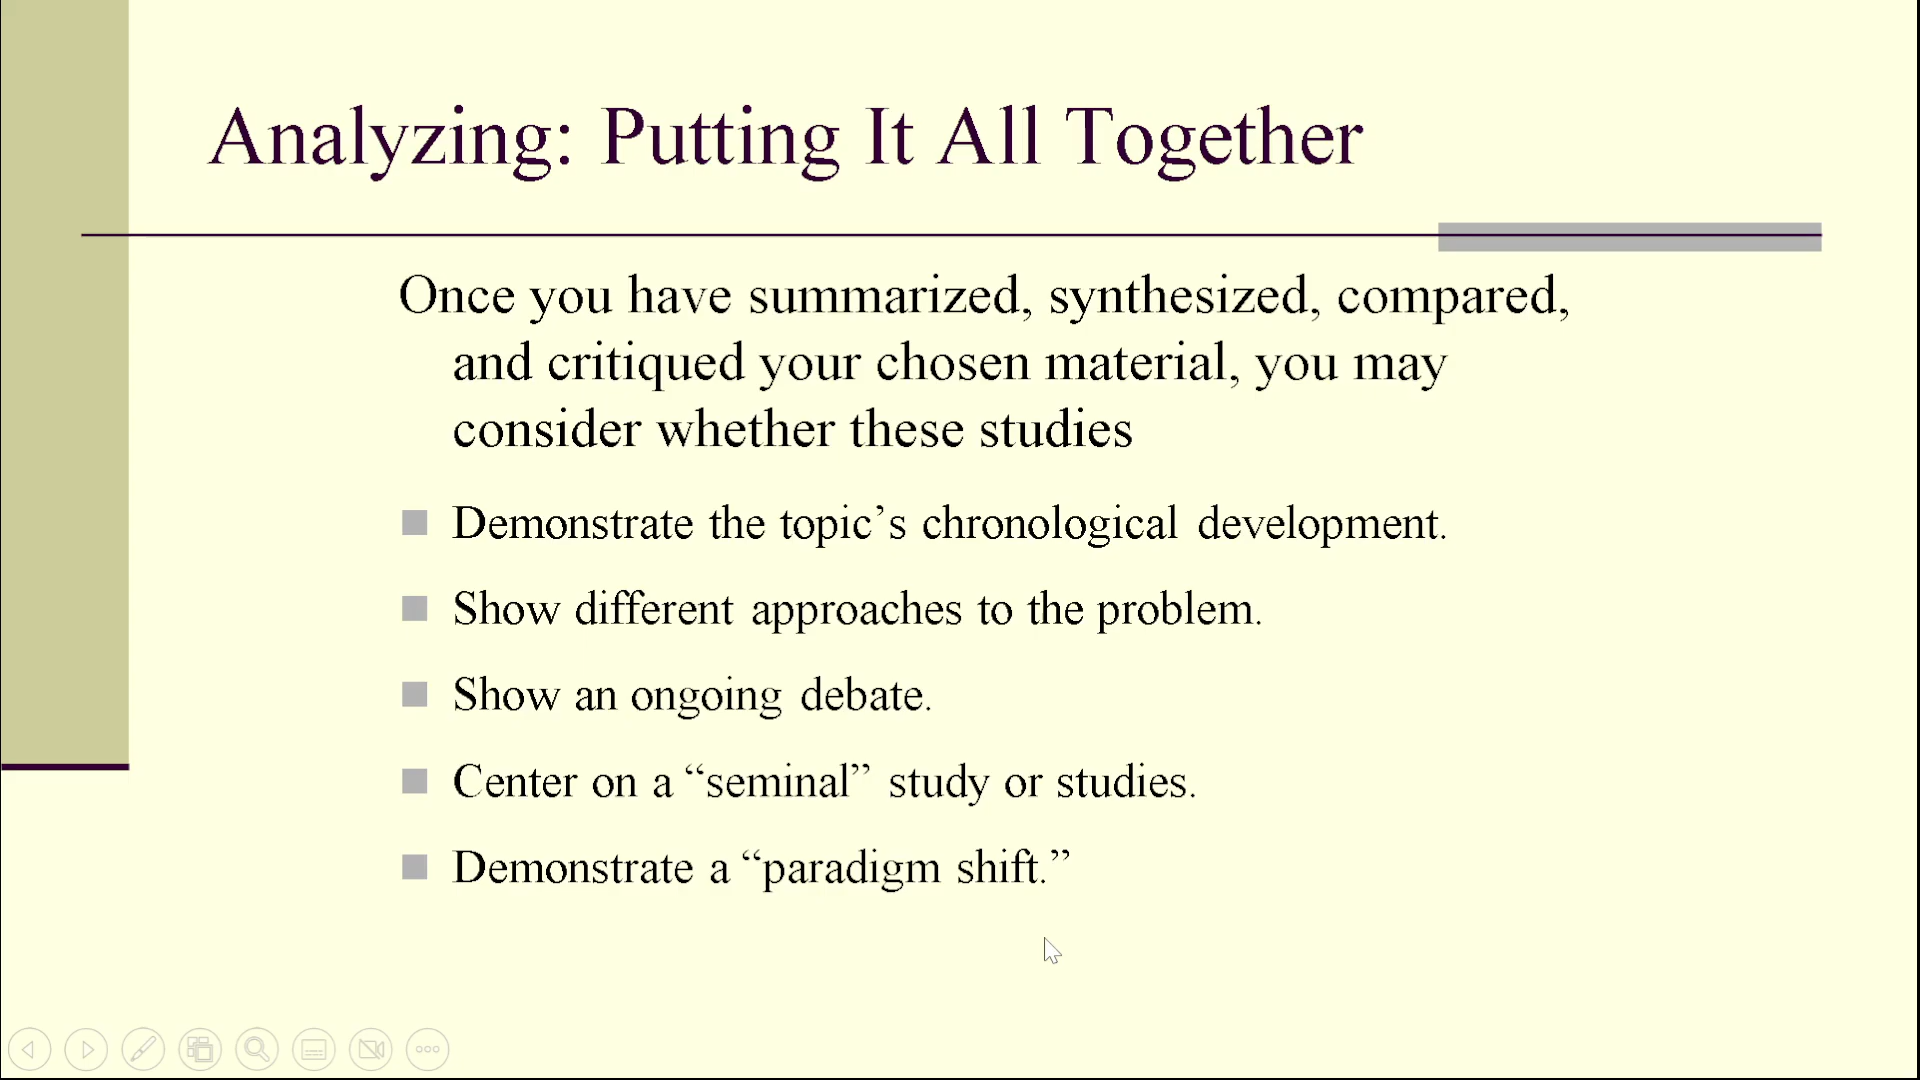 Analyzing: Putting It All Together
Once you have summarized, synthesized, compared,
and critiqued your chosen material, you may
consider whether these studies
Demonstrate the topic’s chronological development.
Show different approaches to the problem.
Show an ongoing debate.
Center on a “seminal” study or studies.
Demonstrate a “paradigm shift.”